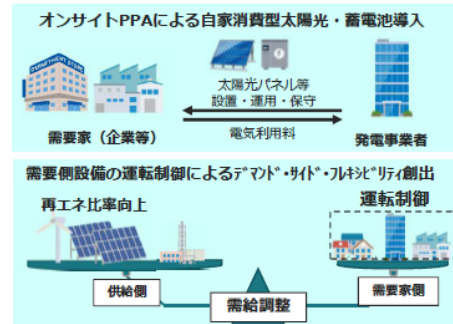 オンサイトPPAによる自家消費型太陽光・蓄電池導入
DEPARTMENT STORE
太陽光パネル等
設置・運用・保守
電気利用料
需要家（企業等）
発電事業者
需要側設備の運転制御によるﾃﾞﾏﾝﾄﾞ・ｻｲﾄﾞ・ﾌﾚｷｼﾋﾞﾘﾃｨ創出
再エネ比率向上
運転制御
供給側
需要家側
需給調整